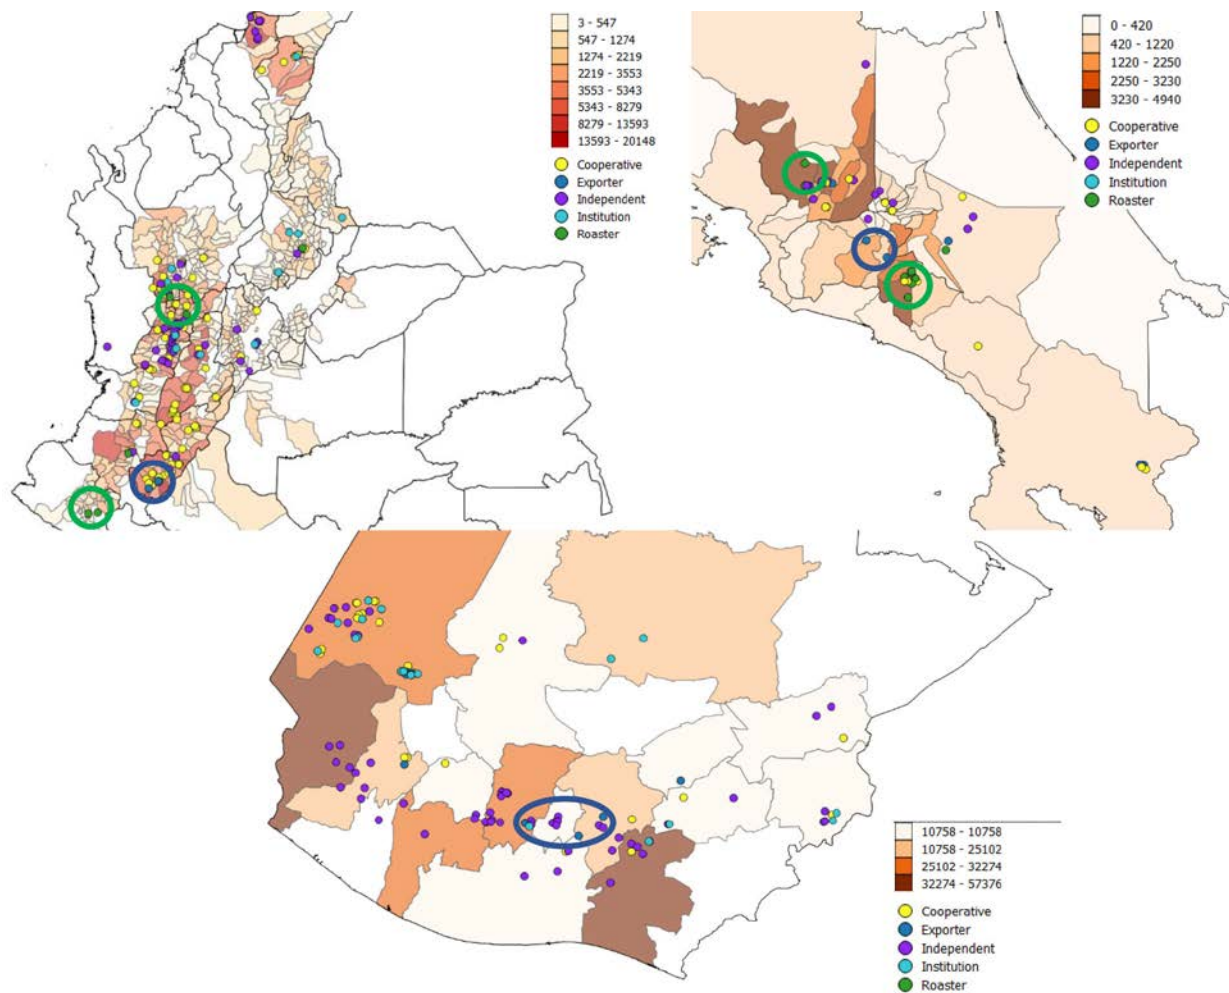 3 - 547
547 - 1274
1274 - 2219
2219 - 3553
3553 - 5343
5343 - 8279
8279 - 13593
13593 - 20148
Cooperative
Exporter
Independent
Institution
Roaster
0 - 420
420 - 1220
1220 - 2250
2250 - 3230
3230 - 4940
Cooperative
Exporter
Independent
Institution
Roaster
10758 - 10758
10758 - 25102
25102 - 32274
32274 - 57376
Cooperative
Exporter
Independent
Institution
Roaster